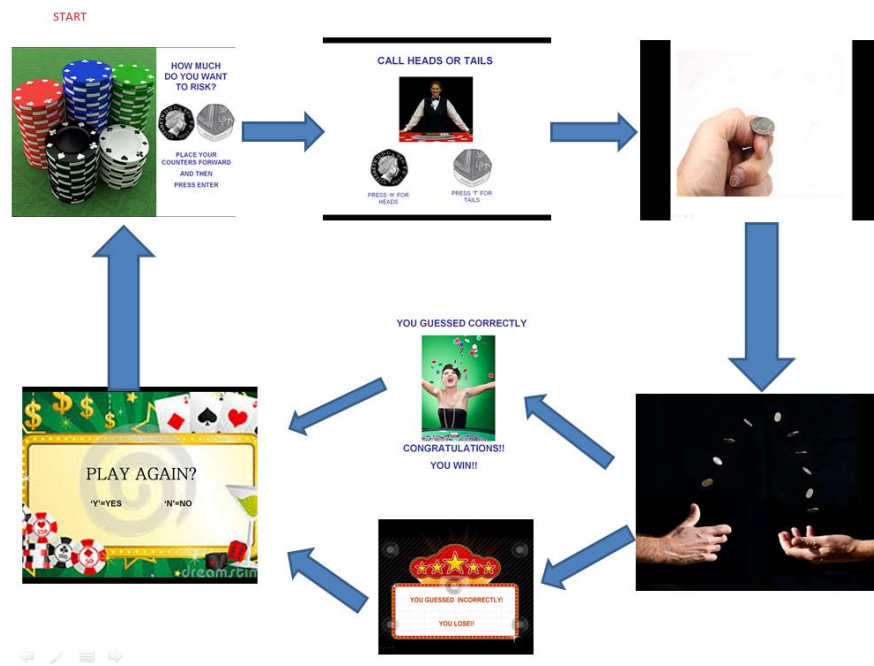 START
HOW MUCH
DO YOU WANT
TO RISK?
PLACE YOUR
COUNTERS FORWARD
AND THEN
PRESS ENTER
CALL HEADS OR TAILS
PRESS 'H' FOR
HEADS
PRESS 'T' FOR
TAILS
YOU GUESSED CORRECTLY
CONGRATULATIONS!!
YOU WIN!!
PLAY AGAIN?
'Y'=YES 'N'=NO
dreamstim
YOU GUESSED INCORRECTLY!
YOU LOSE!!